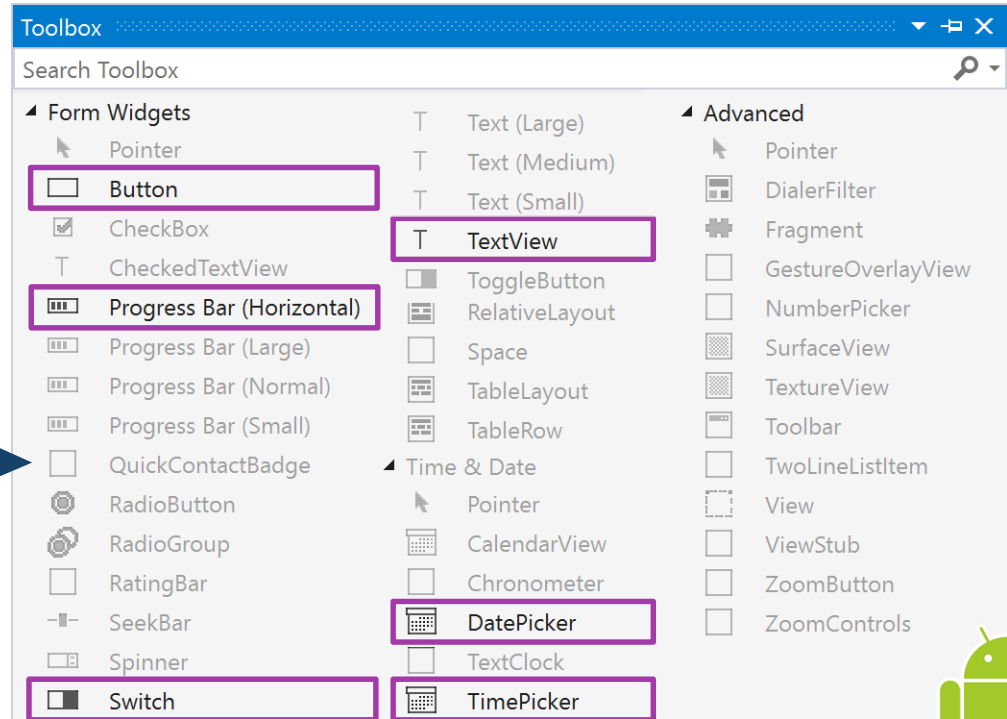 Toolbox
Search Toolbox
Form Widgets
Pointer
Button
CheckBox
CheckedTextView
Progress Bar (Horizontal)
Progress Bar (Large)
Progress Bar (Normal)
Progress Bar (Small)
QuickContactBadge
RadioButton
RadioGroup
RatingBar
SeekBar
Spinner
Switch
Text (Large)
Text (Medium)
Text (Small)
TextView
ToggleButton
RelativeLayout
Space
TableLayout
TableRow
Time & Date
Pointer
CalendarView
Chronometer
DatePicker
TextClock
TimePicker
Advanced
Pointer
DialerFilter
Fragment
GestureOverlayView
NumberPicker
SurfaceView
TextureView
Toolbar
TwoLineListItem
View
ViewStub
ZoomButton
ZoomControls